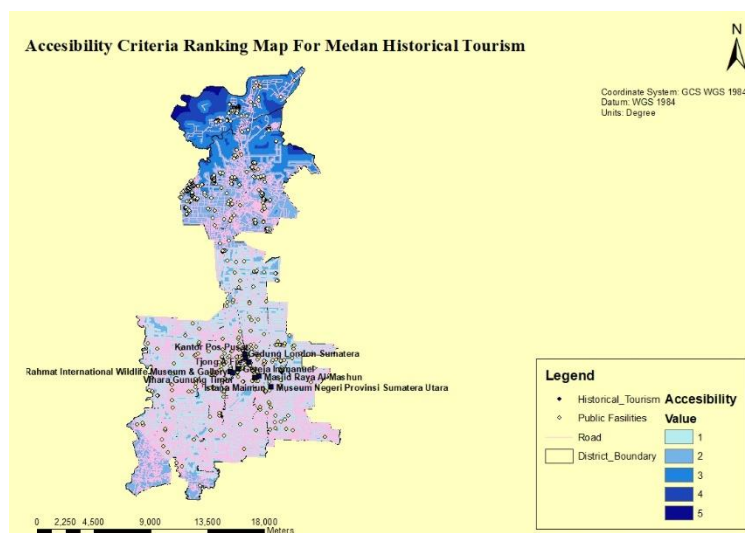 Accesibility Criteria Ranking Map For Medan Historical Tourism
N
Coordinate System: GCS WGS 1984
Datum: WGS 1984
Units: Degree
Kantor Pos Pusat
Gedung London Sumatera
Tjong A Fie
Gereja Immanuel
Rahmat International Wildlife Museum & Gallery
Vihara Gunung Timur
Masjid Raya Al-Mashun
Istana Maimun
Museum Negeri Provinsi Sumatera Utara
Legend
Historical_Tourism
Public Fasilities
Road
District_Boundary
Accesibility
Value
1
2
3
4
5
0 2,250 4,500 9,000 13,500 18,000
Meters